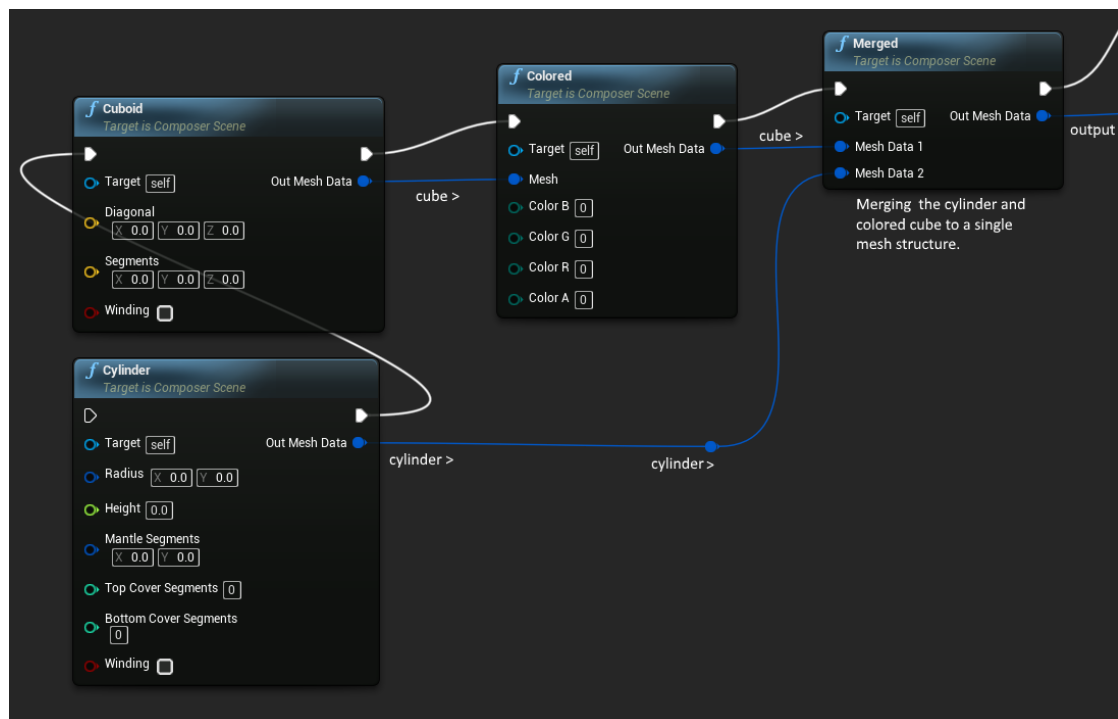 Cuboid
Target is Composer Scene
Target self
Out Mesh Data
Diagonal
X 0.0 Y 0.0 Z 0.0
Segments
X 0.0 Y 0.0 Z 0.0
Winding
cube >
Colored
Target is Composer Scene
Target self
Out Mesh Data
Mesh
Color B 0
Color G 0
Color R 0
Color A 0
cube >
Merged
Target is Composer Scene
Target self
Out Mesh Data
Mesh Data 1
Mesh Data 2
output
Merging the cylinder and
colored cube to a single
mesh structure.
Cylinder
Target is Composer Scene
Target self
Out Mesh Data
Radius X 0.0 Y 0.0
Height 0.0
Mantle Segments
X 0.0 Y 0.0
Top Cover Segments 0
Bottom Cover Segments
0
Winding
cylinder >
cylinder >